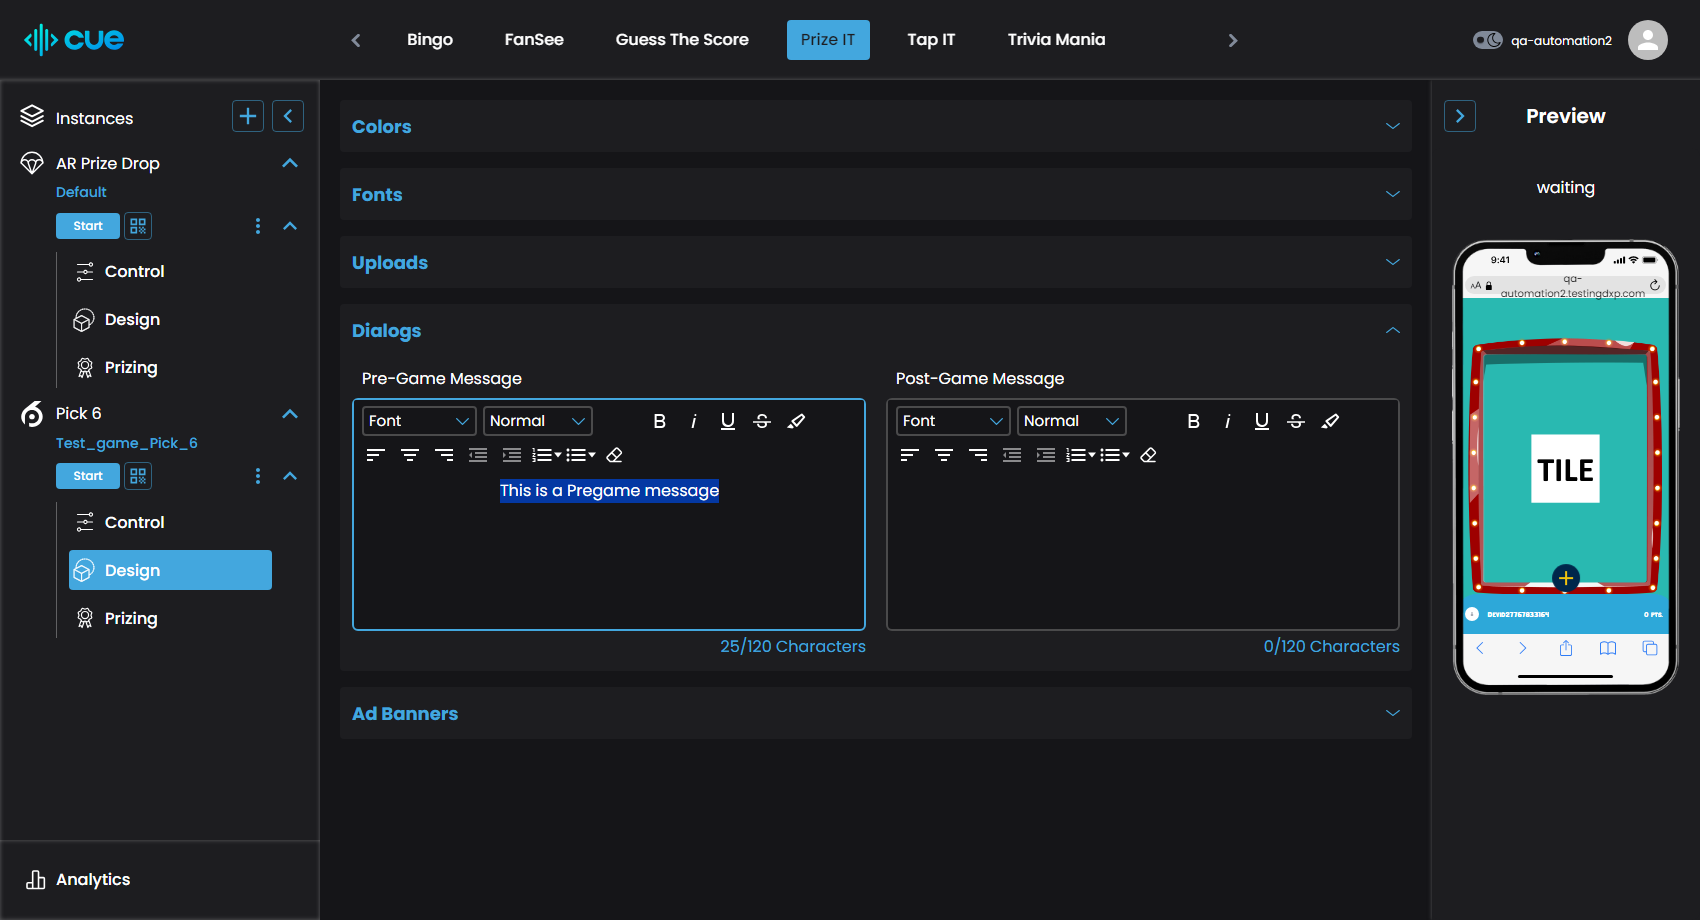 cue
Bingo
FanSee
Guess The Score
Prize IT
Tap IT
Trivia Mania
qa-automation2
Instances
AR Prize Drop
Default
Start
Control
Design
Prizing
Pick 6
Test_game_Pick_6
Start
Control
Design
Prizing
Analytics
Colors
Fonts
Uploads
Dialogs
Pre-Game Message
Font
Normal
B
i
U
S
This is a Pregame message
25/120 Characters
Post-Game Message
Font
Normal
B
i
U
S
0/120 Characters
Ad Banners
Preview
waiting
9:41
AA
qa-
automation2.testingdxp.com
TILE
0 PTS.